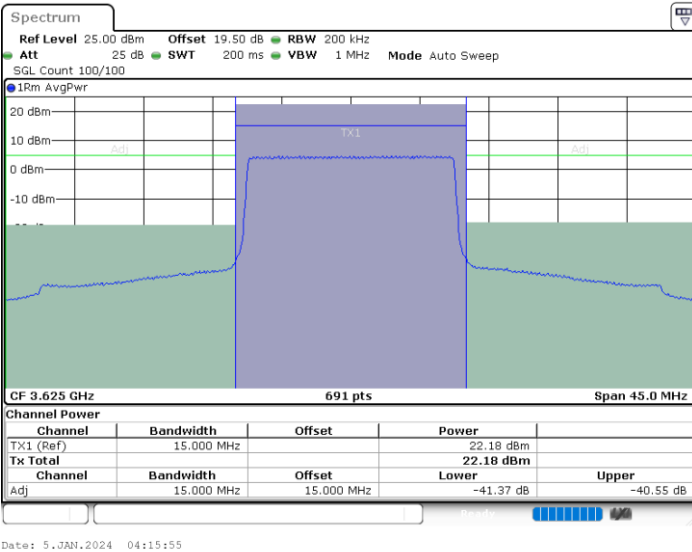 Spectrum
Ref Level 25.00 dBm Offset 19.50 dB RBW 200 kHz
Att 25 dB SWT 200 ms VBW 1 MHz Mode Auto Sweep
SGL Count 100/100
1Rm AvgPwr
20 dBm
TX1
10 dBm
Adj Adj
0 dBm
-10 dBm
CF 3.625 GHz 691 pts Span 45.0 MHz
Channel Power
Channel Bandwidth Offset Power
TX1 (Ref) 15.000 MHz 22.18 dBm
Tx Total 22.18 dBm
Channel Bandwidth Offset Lower Upper
Adj 15.000 MHz 15.000 MHz -41.37 dB -40.55 dB
Ready
Date: 5.JAN.2024 04:15:55